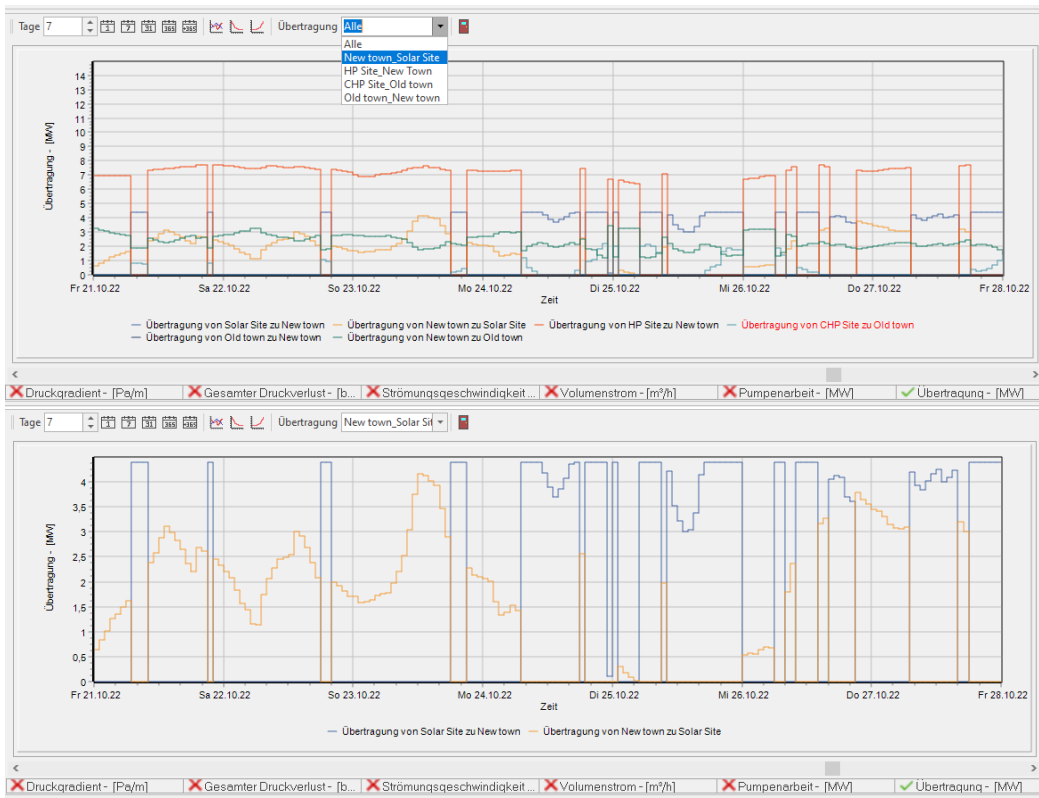 Tage 7 1 7 31 365 +365 Übertragung Alle
Alle
New town_Solar Site
HP Site_New Town
CHP Site_Old town
Old town_New town
14
13
12
11
10
9
8
7
6
5
4
3
2
1
0
Übertragung - [MW]
Fr 21.10.22 Sa 22.10.22 So 23.10.22 Mo 24.10.22 Di 25.10.22 Mi 26.10.22 Do 27.10.22 Fr 28.10.22
Zeit
Übertragung von Solar Site zu New town Übertragung von New town zu Solar Site Übertragung von HP Site zu New town Übertragung von CHP Site zu Old town
Übertragung von Old town zu New town Übertragung von New town zu Old town
Druckgradient - [Pa/m] Gesamter Druckverlust - [b... Strömungsgeschwindigkeit ... Volumenstrom - [m³/h] Pumpenarbeit - [MW] Übertragung - [MW]
Tage 7 1 7 31 365 +365 Übertragung New town_Solar Sit
4
3,5
3
2,5
2
1,5
1
0,5
0
Übertragung - [MW]
Fr 21.10.22 Sa 22.10.22 So 23.10.22 Mo 24.10.22 Di 25.10.22 Mi 26.10.22 Do 27.10.22 Fr 28.10.22
Zeit
Übertragung von Solar Site zu New town Übertragung von New town zu Solar Site
Druckgradient - [Pa/m] Gesamter Druckverlust - [b... Strömungsgeschwindigkeit ... Volumenstrom - [m³/h] Pumpenarbeit - [MW] Übertragung - [MW]